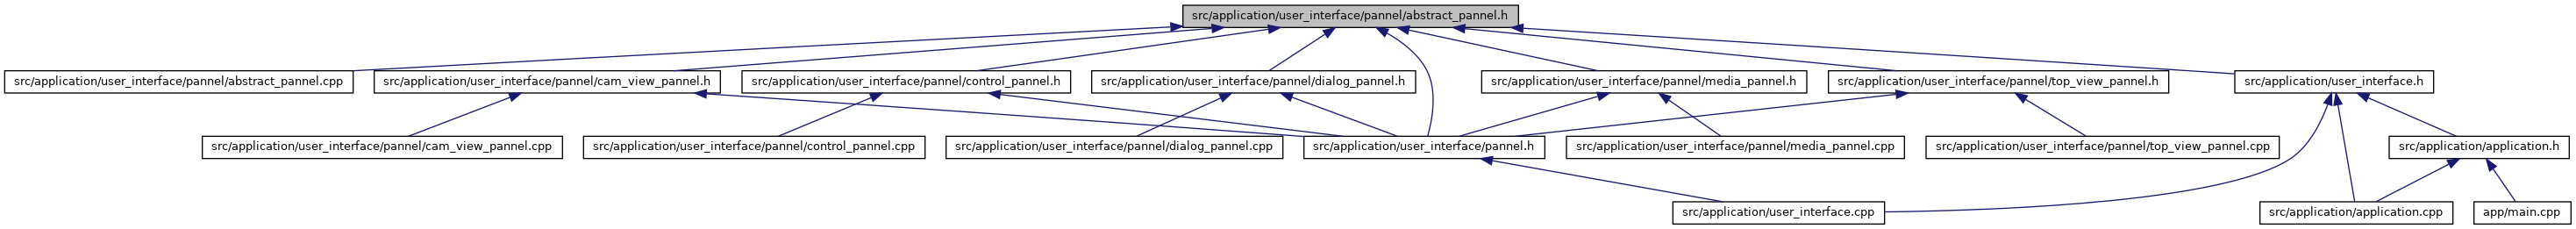 src/application/user_interface/pannel/abstract_pannel.h
src/application/user_interface/pannel/abstract_pannel.cpp
src/application/user_interface/pannel/cam_view_pannel.h
src/application/user_interface/pannel/control_pannel.h
src/application/user_interface/pannel/dialog_pannel.h
src/application/user_interface/pannel/media_pannel.h
src/application/user_interface/pannel/top_view_pannel.h
src/application/user_interface.h
src/application/user_interface/pannel/cam_view_pannel.cpp
src/application/user_interface/pannel/control_pannel.cpp
src/application/user_interface/pannel/dialog_pannel.cpp
src/application/user_interface/pannel.h
src/application/user_interface/pannel/media_pannel.cpp
src/application/user_interface/pannel/top_view_pannel.cpp
src/application/application.h
src/application/user_interface.cpp
src/application/application.cpp
app/main.cpp